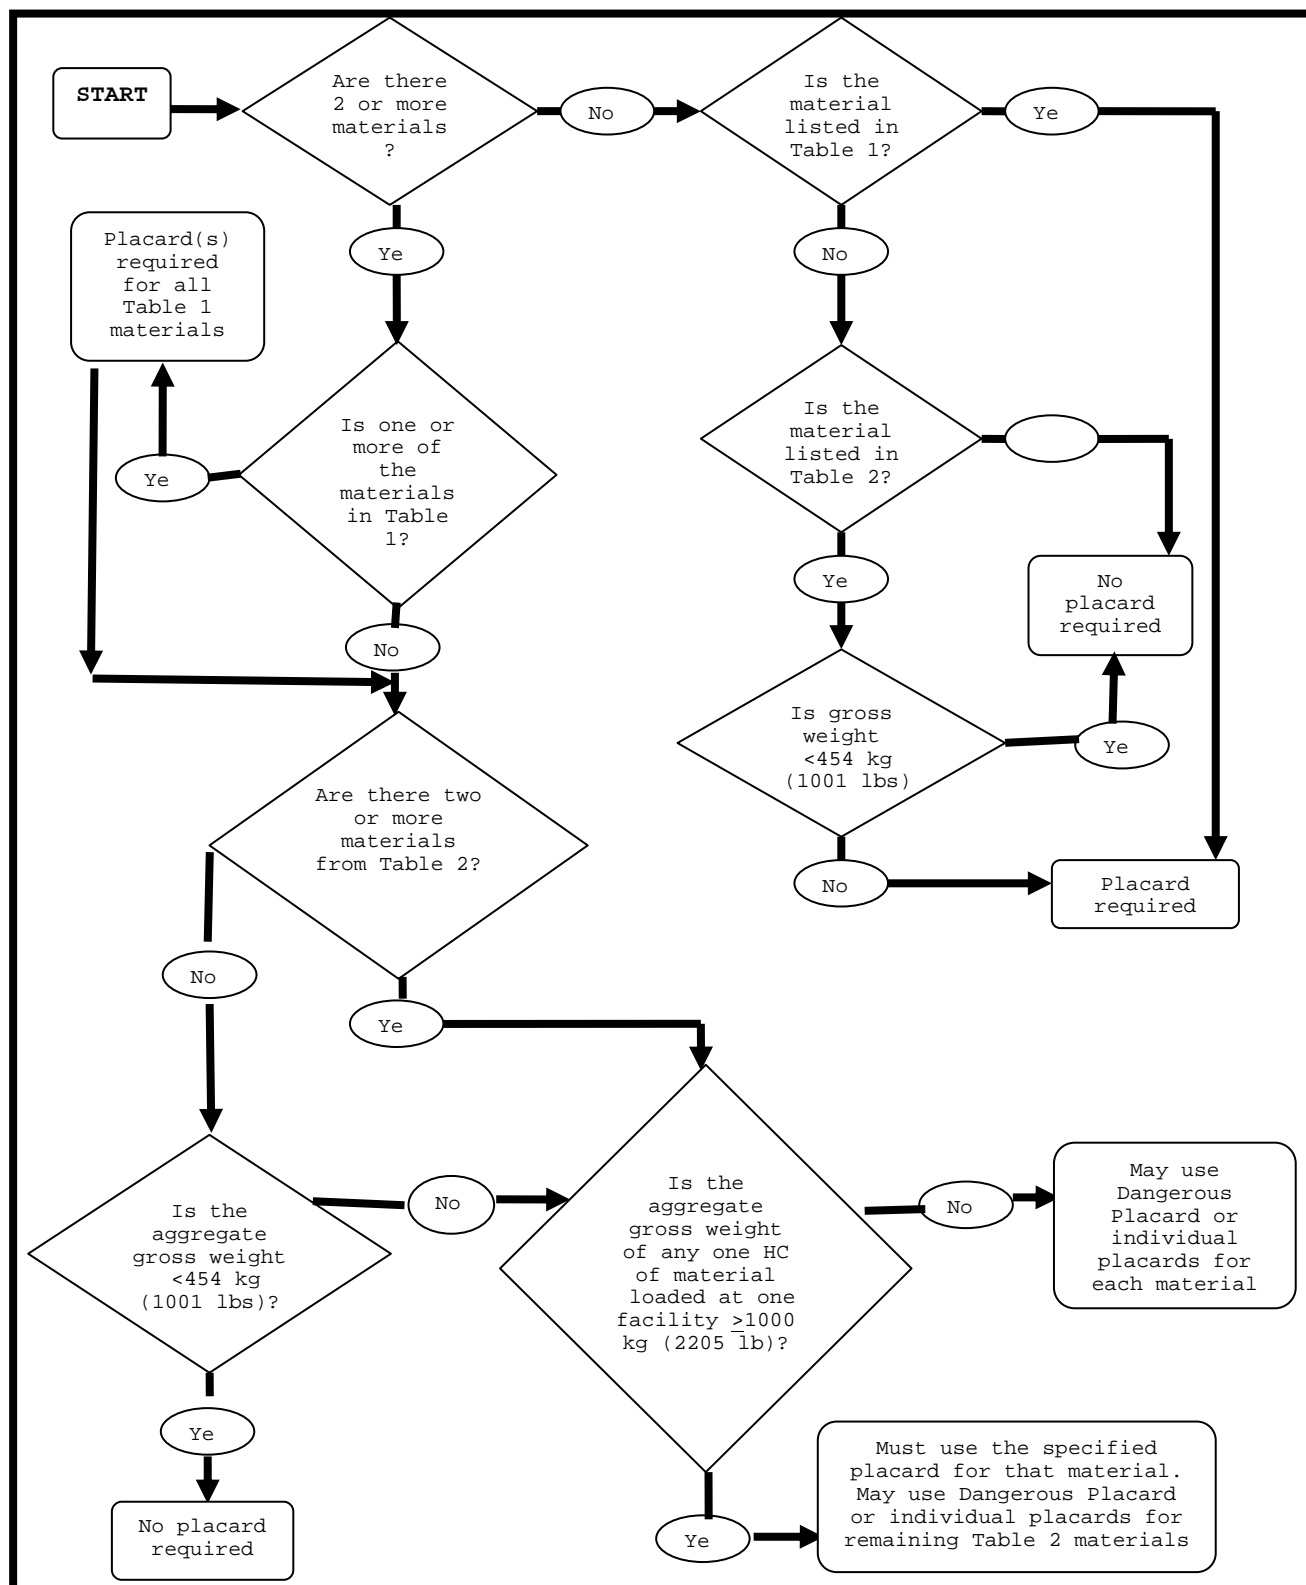 START
Are there
2 or more
materials
?
No
Is the
material
listed in
Table 1?
Ye
Placard(s)
required
for all
Table 1
materials
Ye
No
Is one or
more of
the
materials
in Table
1?
Ye
Is the
material
listed in
Table 2?
Ye
No
placard
required
No
Is gross
weight
<454 kg
(1001 lbs)
Ye
Are there two
or more
materials
from Table 2?
No
Placard
required
No
Ye
Is the
aggregate
gross weight
<454 kg
(1001 lbs)?
No
Is the
aggregate
gross weight
of any one HC
of material
loaded at one
facility >1000
kg (2205 lb)?
No
May use
Dangerous
Placard or
individual
placards for
each material
Ye
No placard
required
Ye
Must use the specified
placard for that material.
May use Dangerous Placard
or individual placards for
remaining Table 2 materials